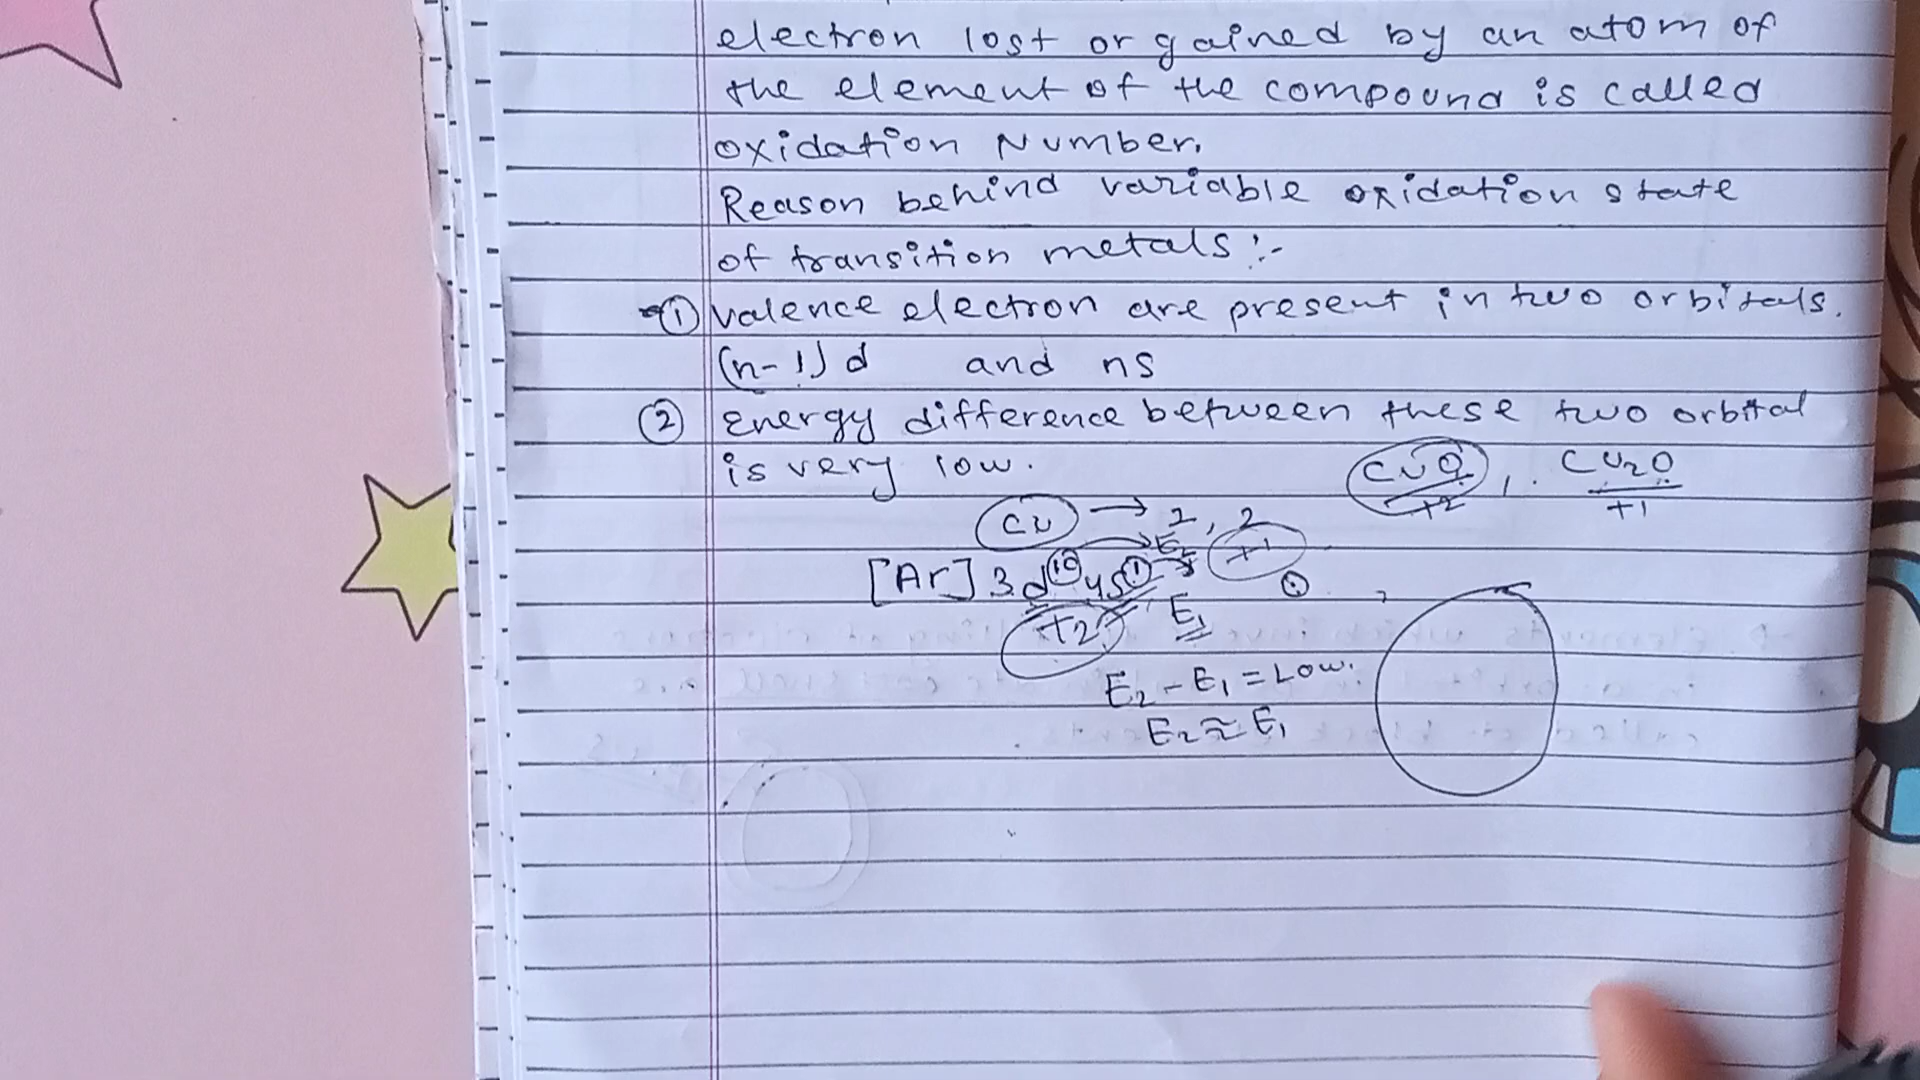 electron lost or gained by an atom of
the element of the compound is called
oxidation Number.
Reason behind variable oxidation state
of transition metals :-
① valence electron are present in two orbitals.
(n-1) d and ns
② Energy difference between these two orbital
is very low.
CuO, Cu2O
+2 +1
Cu → 1, 2
[Ar] 3d10 4s1 E2 +1
+2 E1
E2 - E1 = Low.
E2 ≈ E1